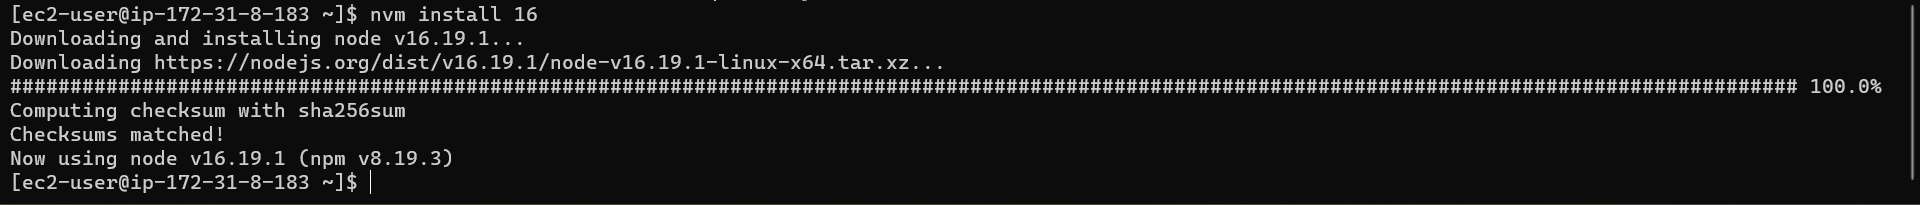 [ec2-user@ip-172-31-8-183 ~]$ nvm install 16
Downloading and installing node v16.19.1...
Downloading https://nodejs.org/dist/v16.19.1/node-v16.19.1-linux-x64.tar.xz...
##################################################################################################################################################### 100.0%
Computing checksum with sha256sum
Checksums matched!
Now using node v16.19.1 (npm v8.19.3)
[ec2-user@ip-172-31-8-183 ~]$